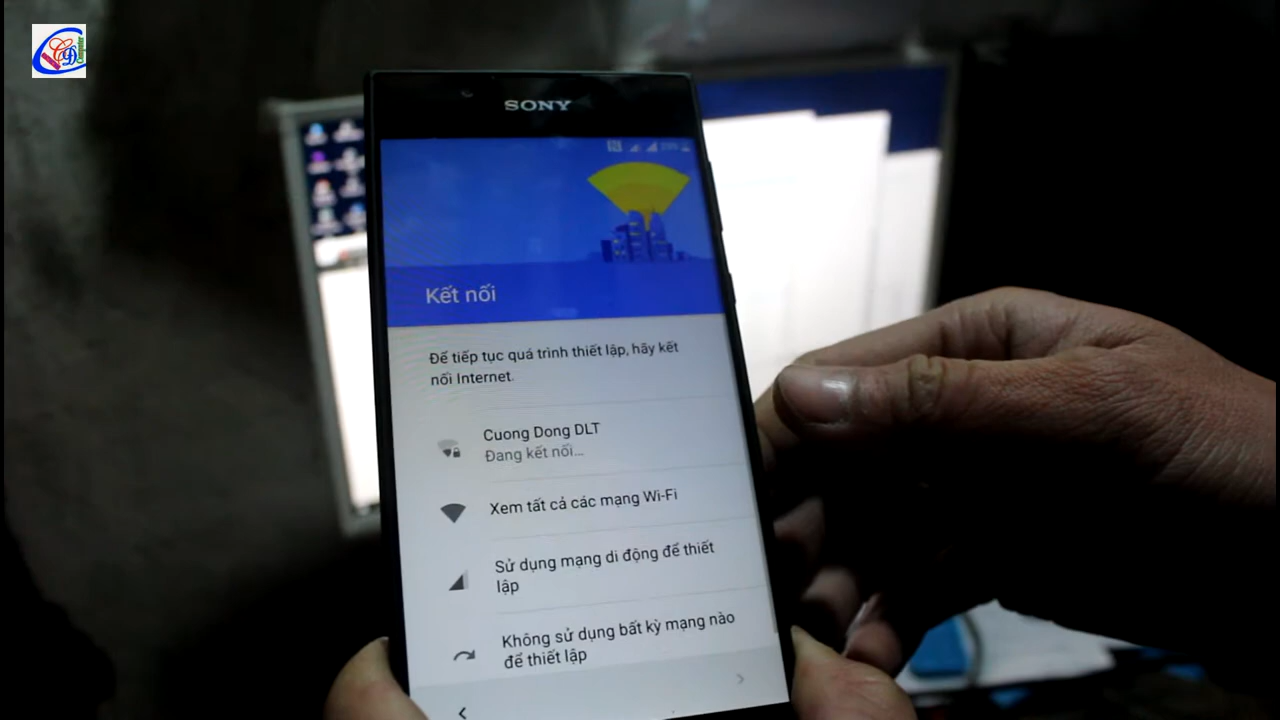 Computer
SONY
Kết nối
Để tiếp tục quá trình thiết lập, hãy kết
nối Internet.
Cuong Dong DLT
Đang kết nối...
Xem tất cả các mạng Wi-Fi
Sử dụng mạng di động để thiết
lập
Không sử dụng bất kỳ mạng nào
để thiết lập